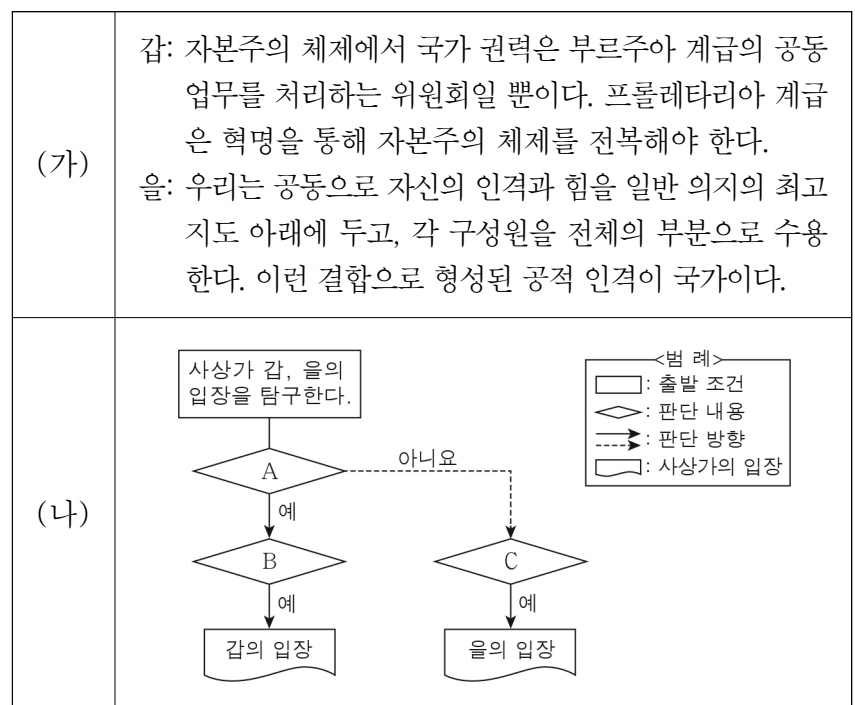 (가)
갑: 자본주의 체제에서 국가 권력은 부르주아 계급의 공동
업무를 처리하는 위원회일 뿐이다. 프롤레타리아 계급
은 혁명을 통해 자본주의 체제를 전복해야 한다.
을: 우리는 공동으로 자신의 인격과 힘을 일반 의지의 최고
지도 아래에 두고, 각 구성원을 전체의 부분으로 수용
한다. 이런 결합으로 형성된 공적 인격이 국가이다.
(나)
사상가 갑, 을의
입장을 탐구한다.
<범 례>
: 출발 조건
: 판단 내용
: 판단 방향
: 사상가의 입장
A
아니요
예
B
C
예
예
갑의 입장
을의 입장